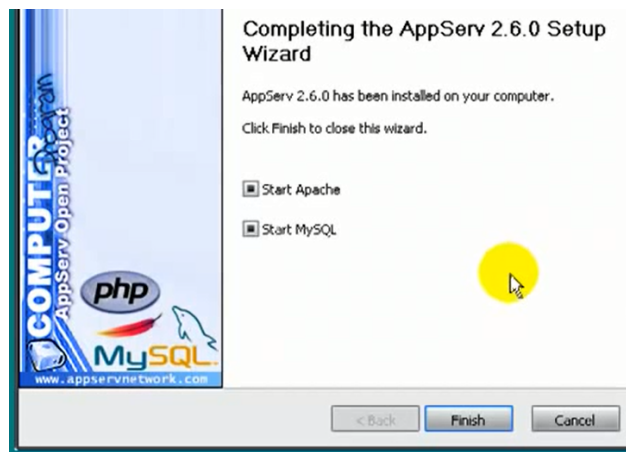 Completing the AppServ 2.6.0 Setup
Wizard
AppServ 2.6.0 has been installed on your computer.
Click Finish to close this wizard.
Start Apache
Start MySQL
COMPUTER
program
AppServ Open Project
php
MySQL
www.appservnetwork.com
< Back
Finish
Cancel